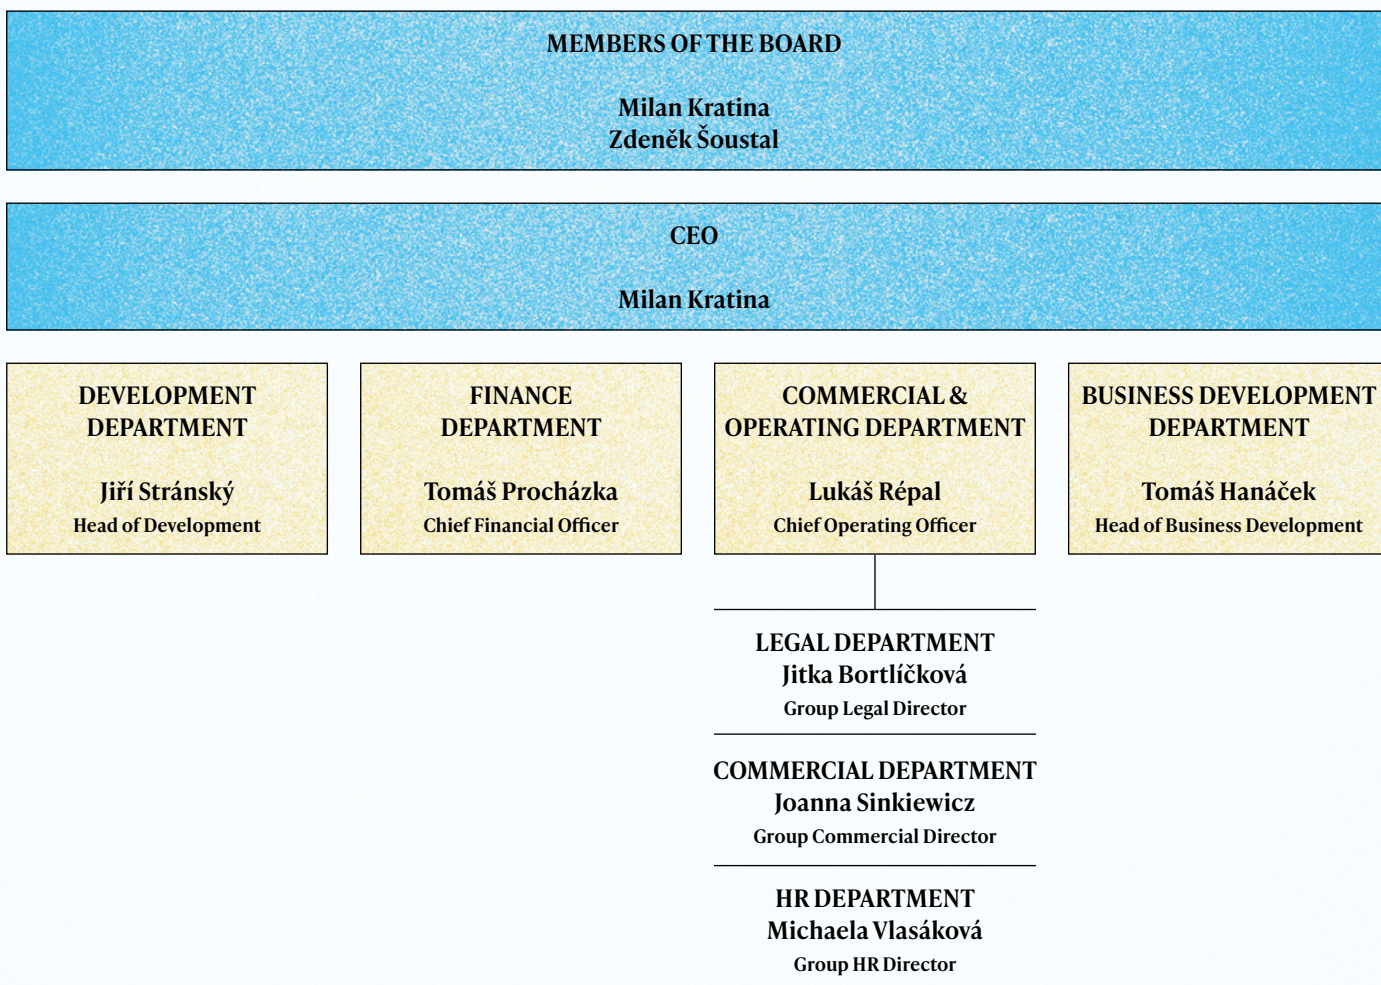 MEMBERS OF THE BOARD
Milan Kratina
Zdeněk Šoustal
CEO
Milan Kratina
DEVELOPMENT
DEPARTMENT
Jiří Stránský
Head of Development
FINANCE
DEPARTMENT
Tomáš Procházka
Chief Financial Officer
COMMERCIAL &
OPERATING DEPARTMENT
Lukáš Répal
Chief Operating Officer
BUSINESS DEVELOPMENT
DEPARTMENT
Tomáš Hanáček
Head of Business Development
LEGAL DEPARTMENT
Jitka Bortlíčková
Group Legal Director
COMMERCIAL DEPARTMENT
Joanna Sinkiewicz
Group Commercial Director
HR DEPARTMENT
Michaela Vlasáková
Group HR Director